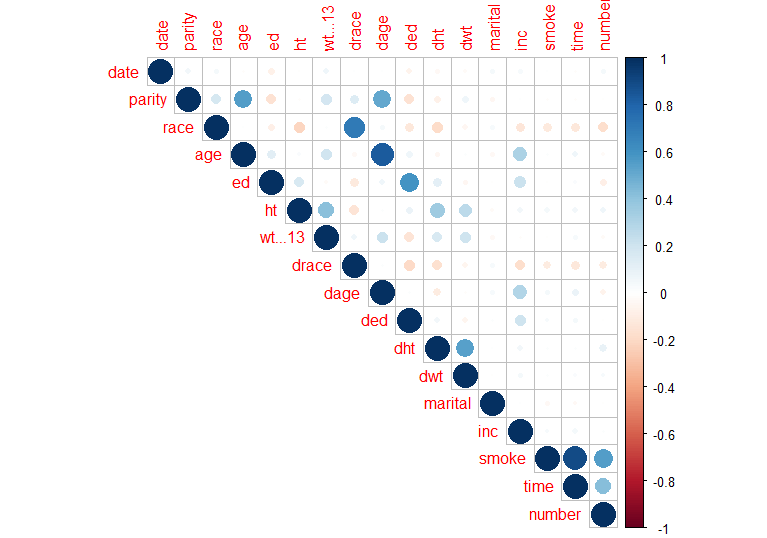 date
parity
race
age
ed
ht
wt...13
drace
dage
ded
dht
dwt
marital
inc
smoke
time
number
date
parity
race
age
ed
ht
wt...13
drace
dage
ded
dht
dwt
marital
inc
smoke
time
number
1
0.8
0.6
0.4
0.2
0
-0.2
-0.4
-0.6
-0.8
-1